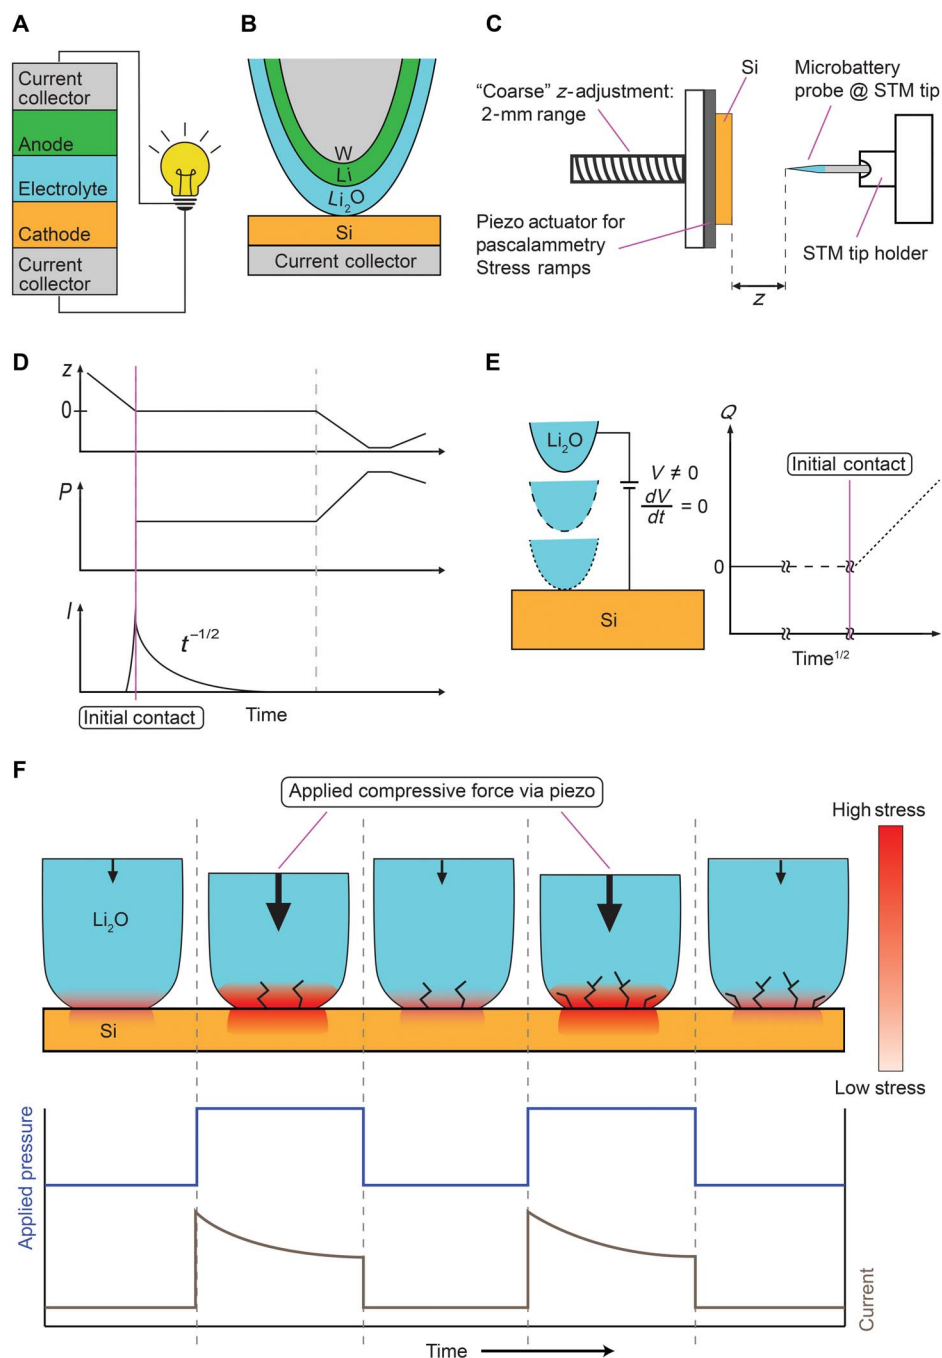 A
Current
collector
Anode
Electrolyte
Cathode
Current
collector
B
W
Li
Li₂O
Si
Current collector
C
Si
Microbattery
probe @ STM tip
“Coarse” z-adjustment:
2-mm range
Piezo actuator for
pascalammetry
Stress ramps
STM tip holder
z
D
z
0
P
I
t⁻¹/²
Initial contact
Time
E
Li₂O
V ≠ 0
dV
dt
= 0
Si
Q
Initial contact
0
Time¹/²
F
Applied compressive force via piezo
High stress
Li₂O
Si
Low stress
Applied pressure
Current
Time